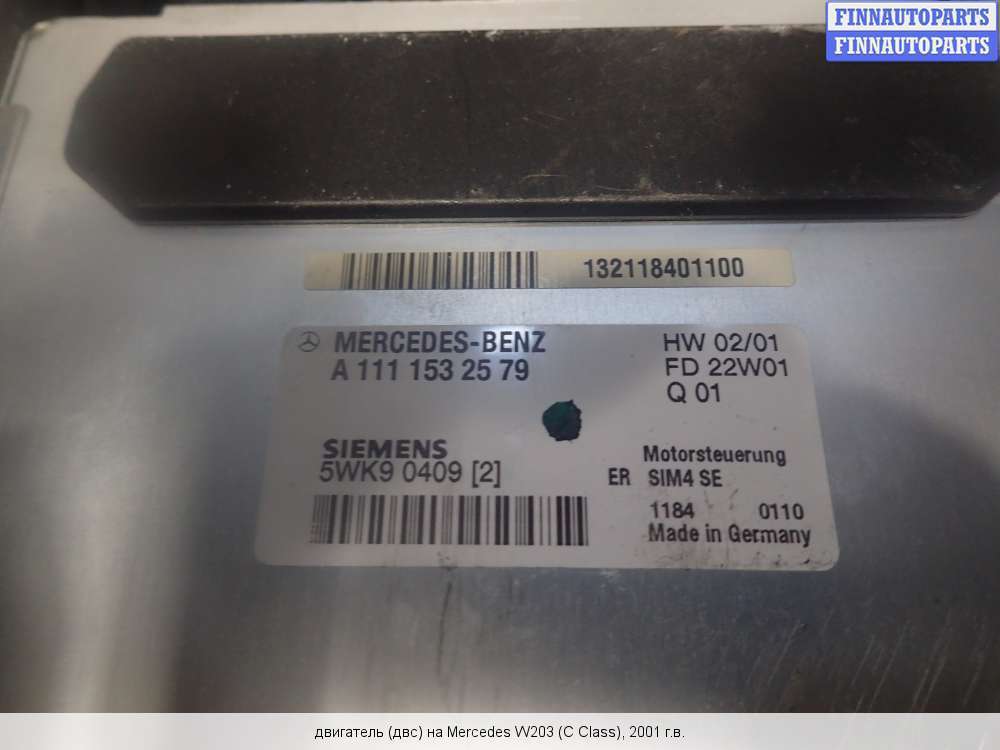 FINNAUTOPARTS
FINNAUTOPARTS
132118401100
MERCEDES-BENZ
A 111 153 25 79
HW 02/01
FD 22W01
Q 01
SIEMENS
5WK9 0409 [2]
Motorsteuerung
ER SIM4 SE
1184 0110
Made in Germany
двигатель (двс) на Mercedes W203 (C Class), 2001 г.в.